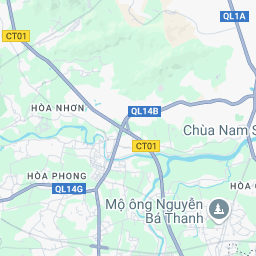 QL1A
CT01
HÒA NHƠN
QL14B
Chùa Nam S
CT01
HÒA PHONG
QL14G
HÒA
Mộ ông Nguyễn
Bá Thanh